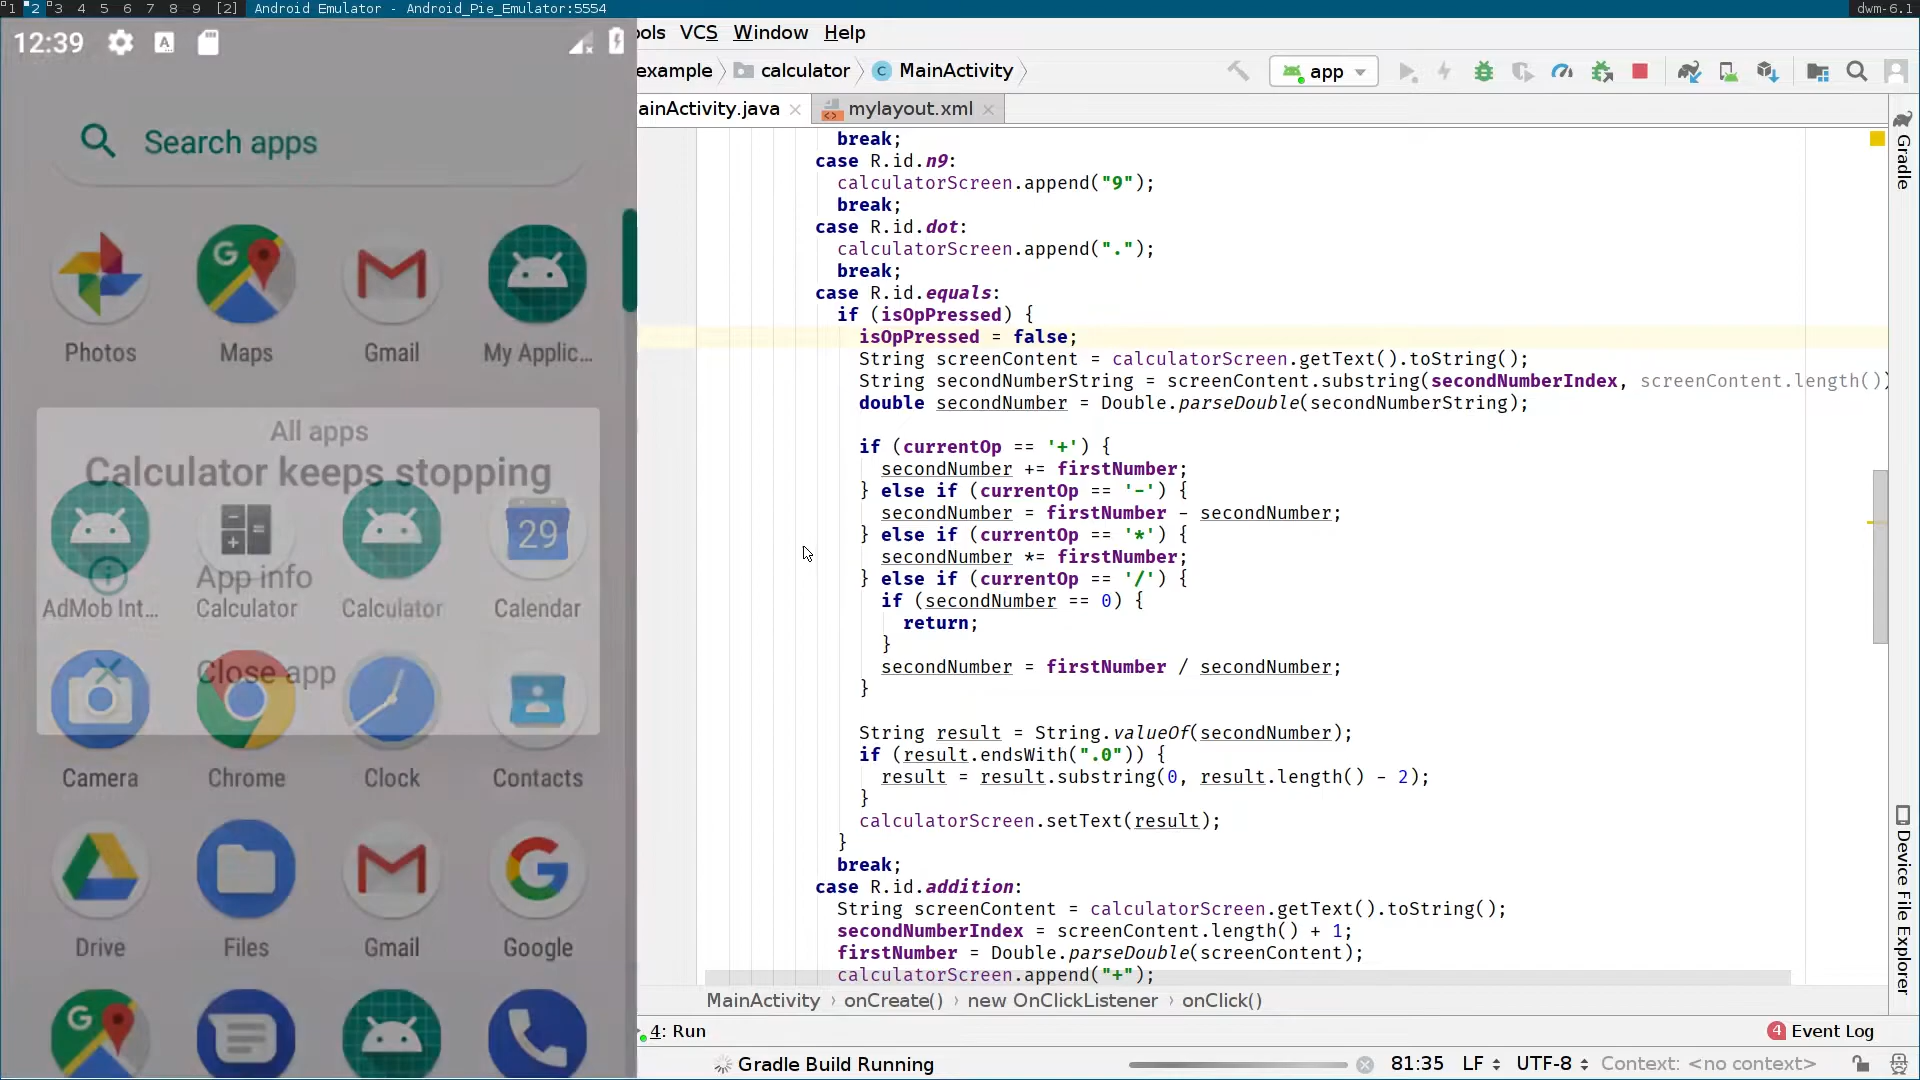 1 2 3 4 5 6 7 8 9 [2] Android Emulator - Android_Pie_Emulator:5554 dwm-6.1
12:39
Search apps
Photos Maps Gmail My Applic…
All apps
Calculator keeps stopping
29
App info
AdMob Int… Calculator Calculator Calendar
Close app
Camera Chrome Clock Contacts
Drive Files Gmail Google
ools VCS Window Help
example calculator MainActivity app
ainActivity.java mylayout.xml
break;
case R.id.n9:
calculatorScreen.append("9");
break;
case R.id.dot:
calculatorScreen.append(".");
break;
case R.id.equals:
if (isOpPressed) {
isOpPressed = false;
String screenContent = calculatorScreen.getText().toString();
String secondNumberString = screenContent.substring(secondNumberIndex, screenContent.length())
double secondNumber = Double.parseDouble(secondNumberString);
if (currentOp == '+') {
secondNumber += firstNumber;
} else if (currentOp == '-') {
secondNumber = firstNumber - secondNumber;
} else if (currentOp == '*') {
secondNumber *= firstNumber;
} else if (currentOp == '/') {
if (secondNumber == 0) {
return;
}
secondNumber = firstNumber / secondNumber;
}
String result = String.valueOf(secondNumber);
if (result.endsWith(".0")) {
result = result.substring(0, result.length() - 2);
}
calculatorScreen.setText(result);
}
break;
case R.id.addition:
String screenContent = calculatorScreen.getText().toString();
secondNumberIndex = screenContent.length() + 1;
firstNumber = Double.parseDouble(screenContent);
calculatorScreen.append("+");
MainActivity › onCreate() › new OnClickListener › onClick()
4: Run 4 Event Log
Gradle Build Running 81:35 LF UTF-8 Context: <no context>
Gradle
Device File Explorer